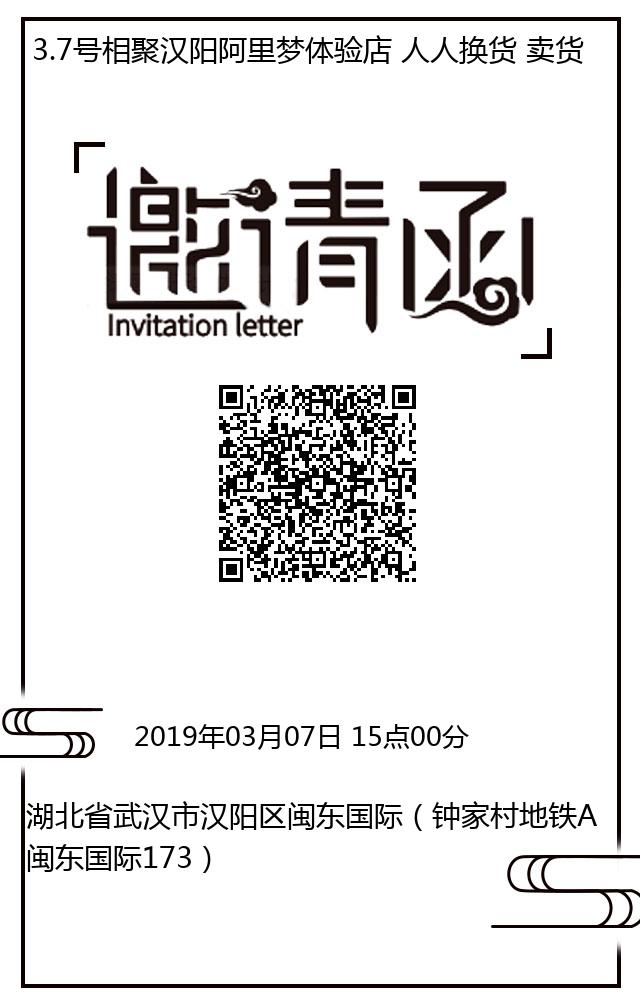 3.7号相聚汉阳阿里梦体验店 人人换货 卖货
邀请函
Invitation letter
2019年03月07日 15点00分
湖北省武汉市汉阳区闽东国际（钟家村地铁A
闽东国际173）